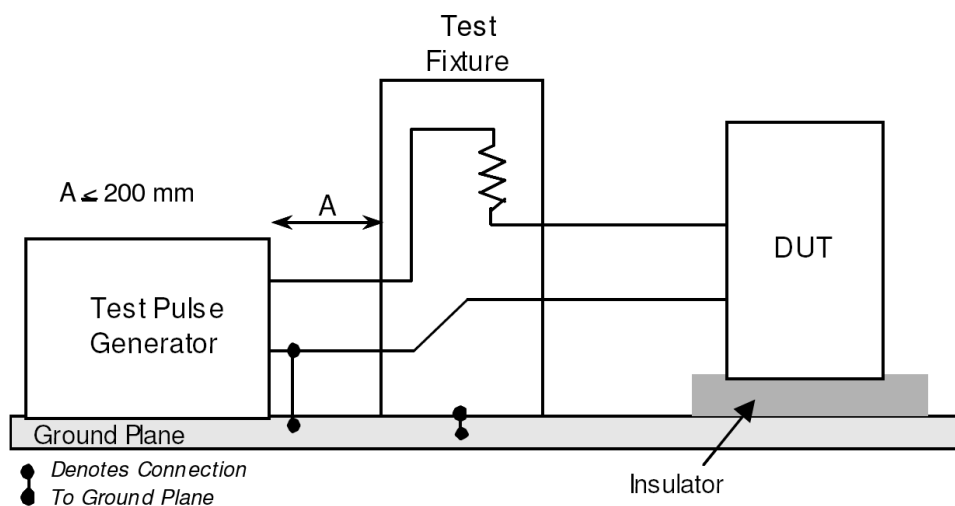 Test
Fixture
A ≤ 200 mm
A
DUT
Test Pulse
Generator
Ground Plane
Denotes Connection
To Ground Plane
Insulator